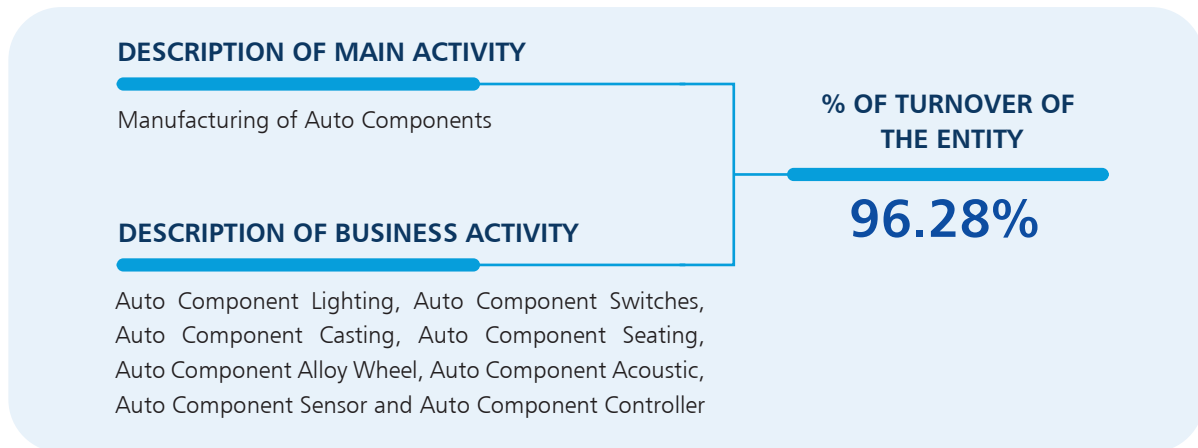 DESCRIPTION OF MAIN ACTIVITY
Manufacturing of Auto Components
% OF TURNOVER OF
THE ENTITY
96.28%
DESCRIPTION OF BUSINESS ACTIVITY
Auto Component Lighting, Auto Component Switches,
Auto Component Casting, Auto Component Seating,
Auto Component Alloy Wheel, Auto Component Acoustic,
Auto Component Sensor and Auto Component Controller